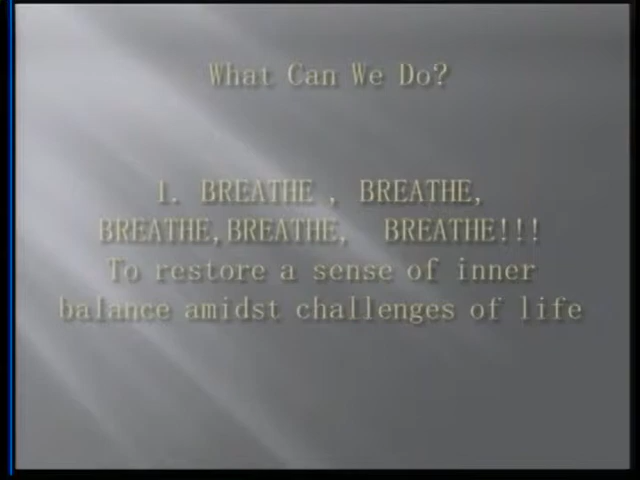 What Can We Do?
1. BREATHE , BREATHE,
BREATHE,BREATHE, BREATHE!!!
To restore a sense of inner
balance amidst challenges of life